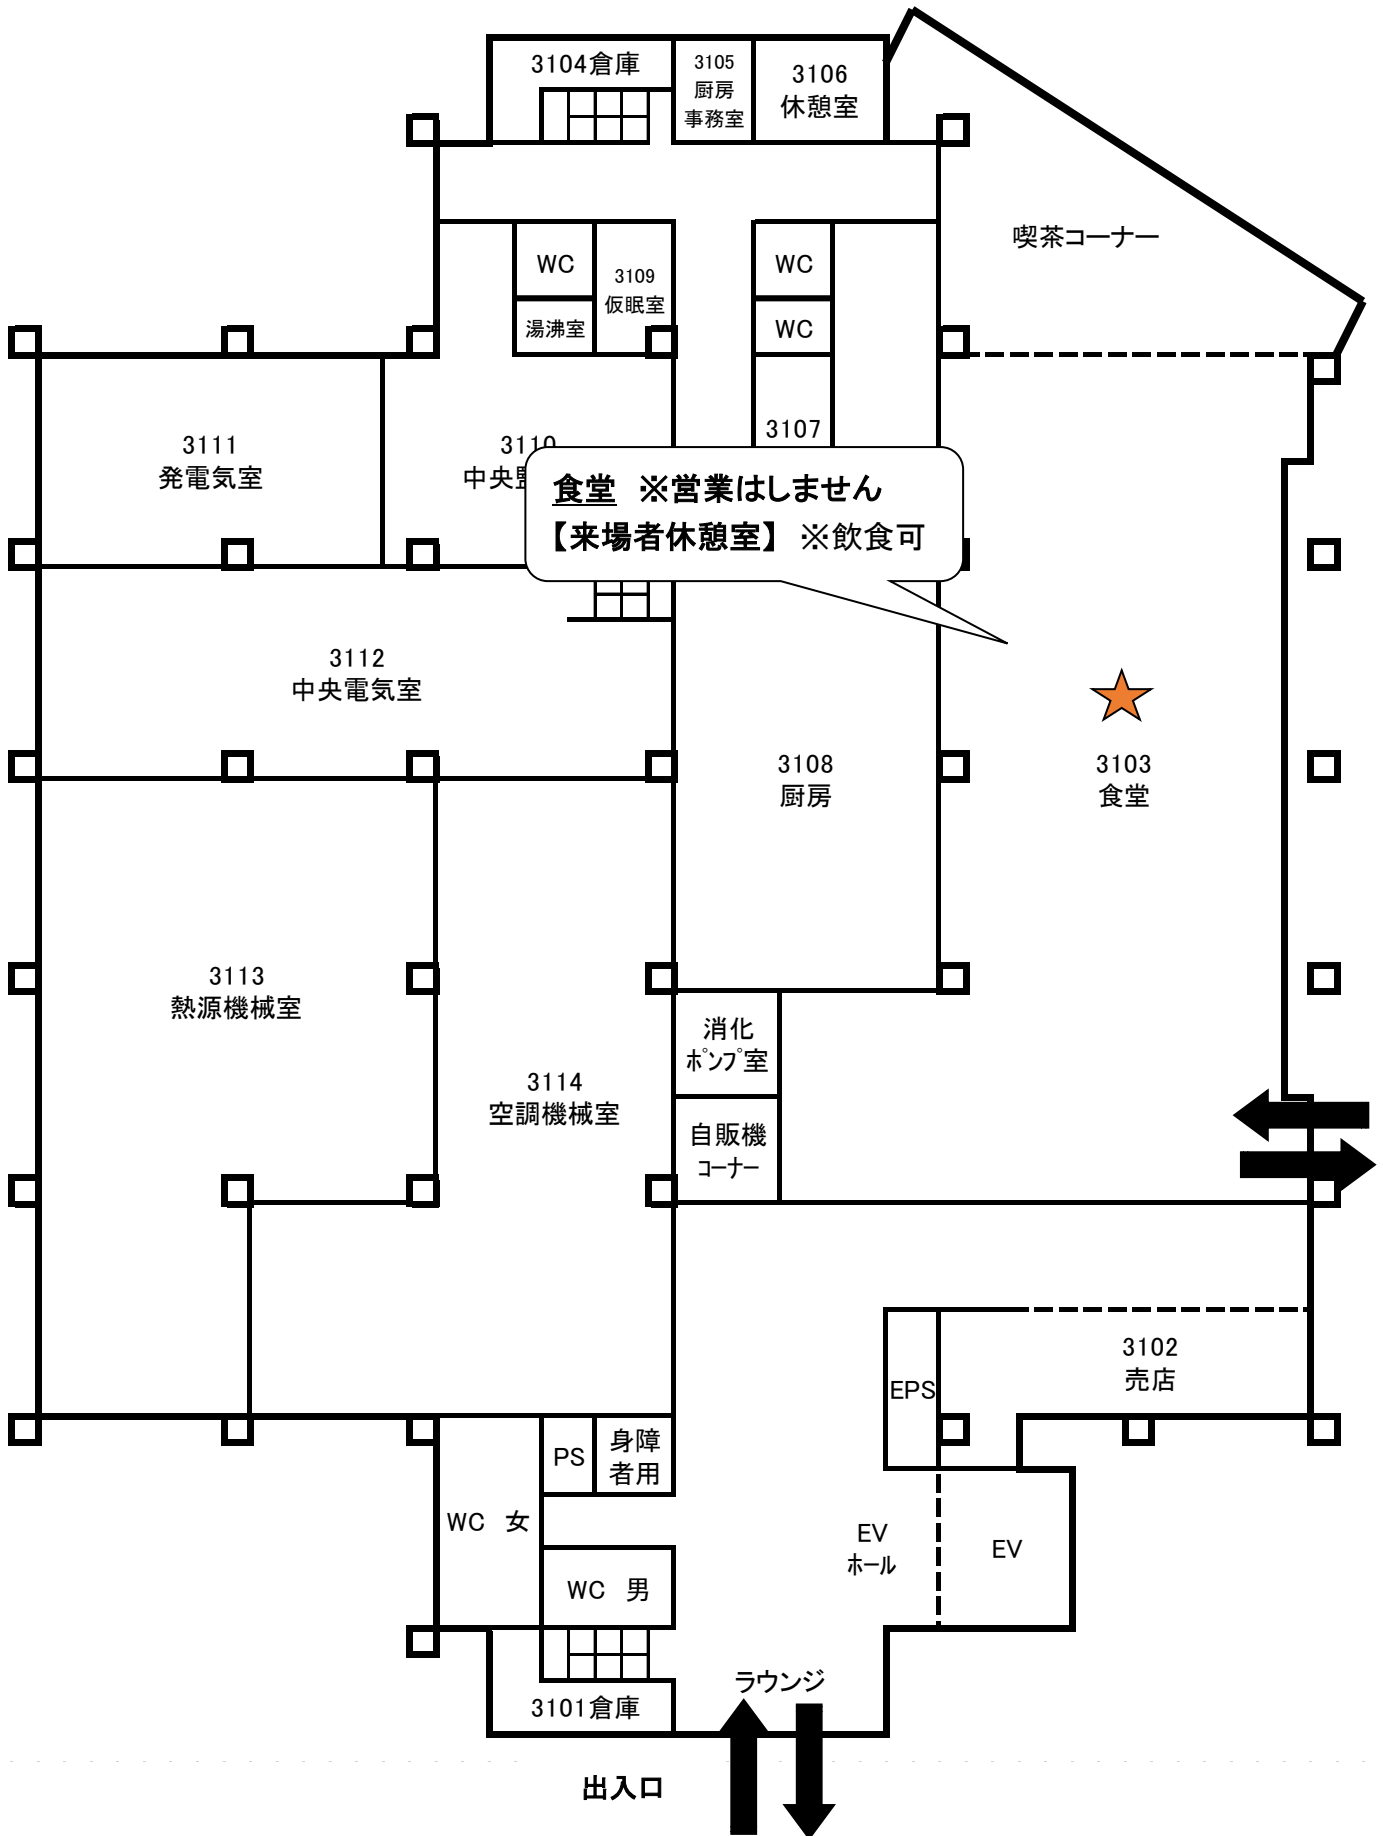 3104倉庫
3105
厨房
事務室
3106
休憩室
喫茶コーナー
WC
3109
仮眠室
湯沸室
WC
WC
3107
3111
発電気室
3110
中央監
食堂 ※営業はしません
【来場者休憩室】 ※飲食可
3112
中央電気室
3108
厨房
3103
食堂
3113
熱源機械室
消化
ポンプ室
3114
空調機械室
自販機
コーナー
3102
売店
EPS
PS
身障
者用
WC 女
EV
ホール
EV
WC 男
ラウンジ
3101倉庫
出入口